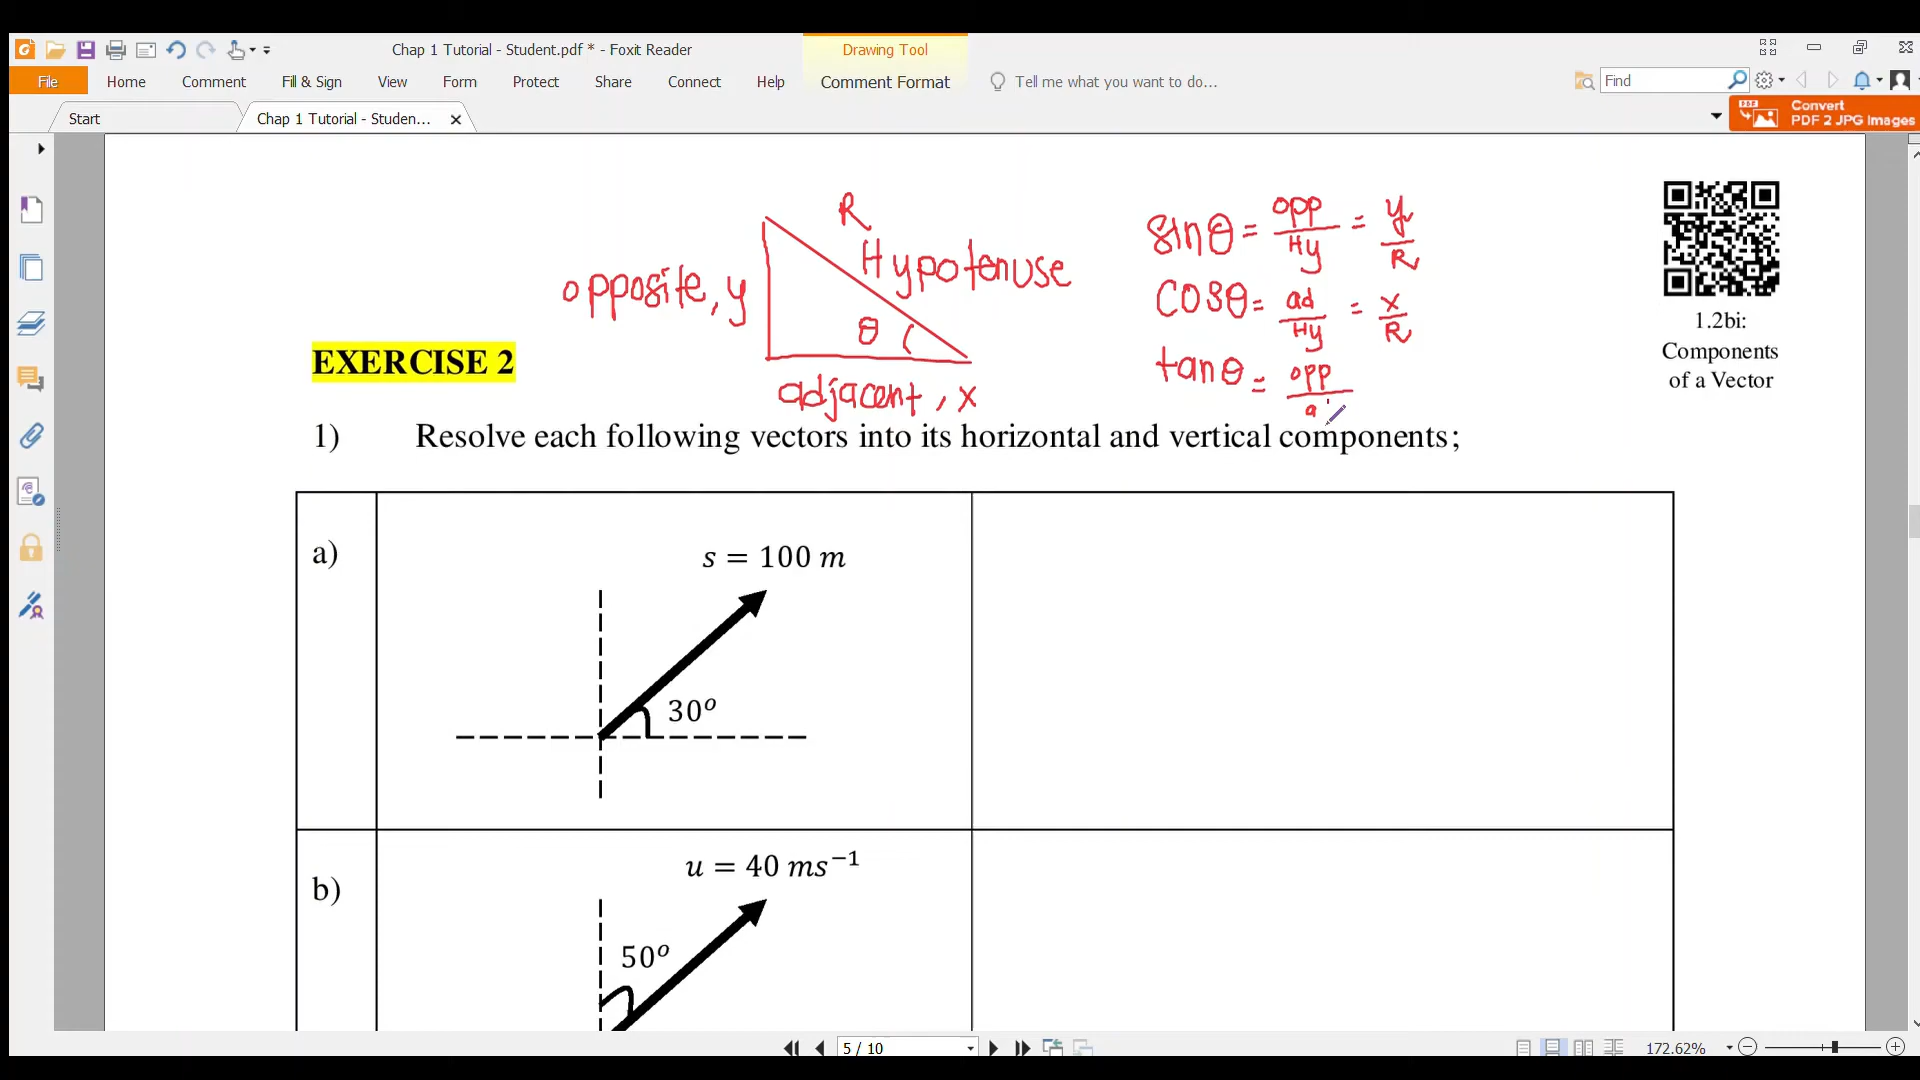 Chap 1 Tutorial - Student.pdf * - Foxit Reader
Drawing Tool
File Home Comment Fill & Sign View Form Protect Share Connect Help Comment Format Tell me what you want to do... Find
Start
Chap 1 Tutorial - Studen...
Convert
PDF 2 JPG Images
R
Hypotenuse
opposite, y
θ
adjacent, x
sinθ = opp/Hy = y/R
cosθ = ad/Hy = x/R
tanθ = opp/a
1.2bi:
Components
of a Vector
EXERCISE 2
1) Resolve each following vectors into its horizontal and vertical components;
a)
s = 100 m
30°
b)
u = 40 ms⁻¹
50°
5 / 10
172.62%